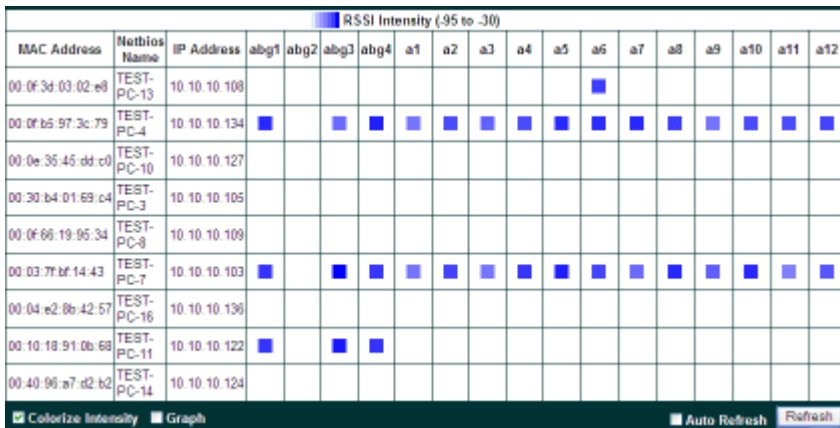 RSSI Intensity (-95 to -30)
MAC Address Netbios Name IP Address abg1 abg2 abg3 abg4 a1 a2 a3 a4 a5 a6 a7 a8 a9 a10 a11 a12
00:0f:3d:03:02:e8 TEST-PC-13 10.10.10.108
00:0f:b5:97:3c:79 TEST-PC-4 10.10.10.134
00:0e:35:45:dd:c0 TEST-PC-10 10.10.10.127
00:30:b4:01:69:c4 TEST-PC-3 10.10.10.105
00:0f:66:19:95:34 TEST-PC-8 10.10.10.109
00:03:7f:bf:14:43 TEST-PC-7 10.10.10.103
00:04:e2:8b:42:57 TEST-PC-16 10.10.10.136
00:10:18:91:0b:68 TEST-PC-11 10.10.10.122
00:40:96:a7:d2:b2 TEST-PC-14 10.10.10.124
Colorize Intensity Graph Auto Refresh Refresh